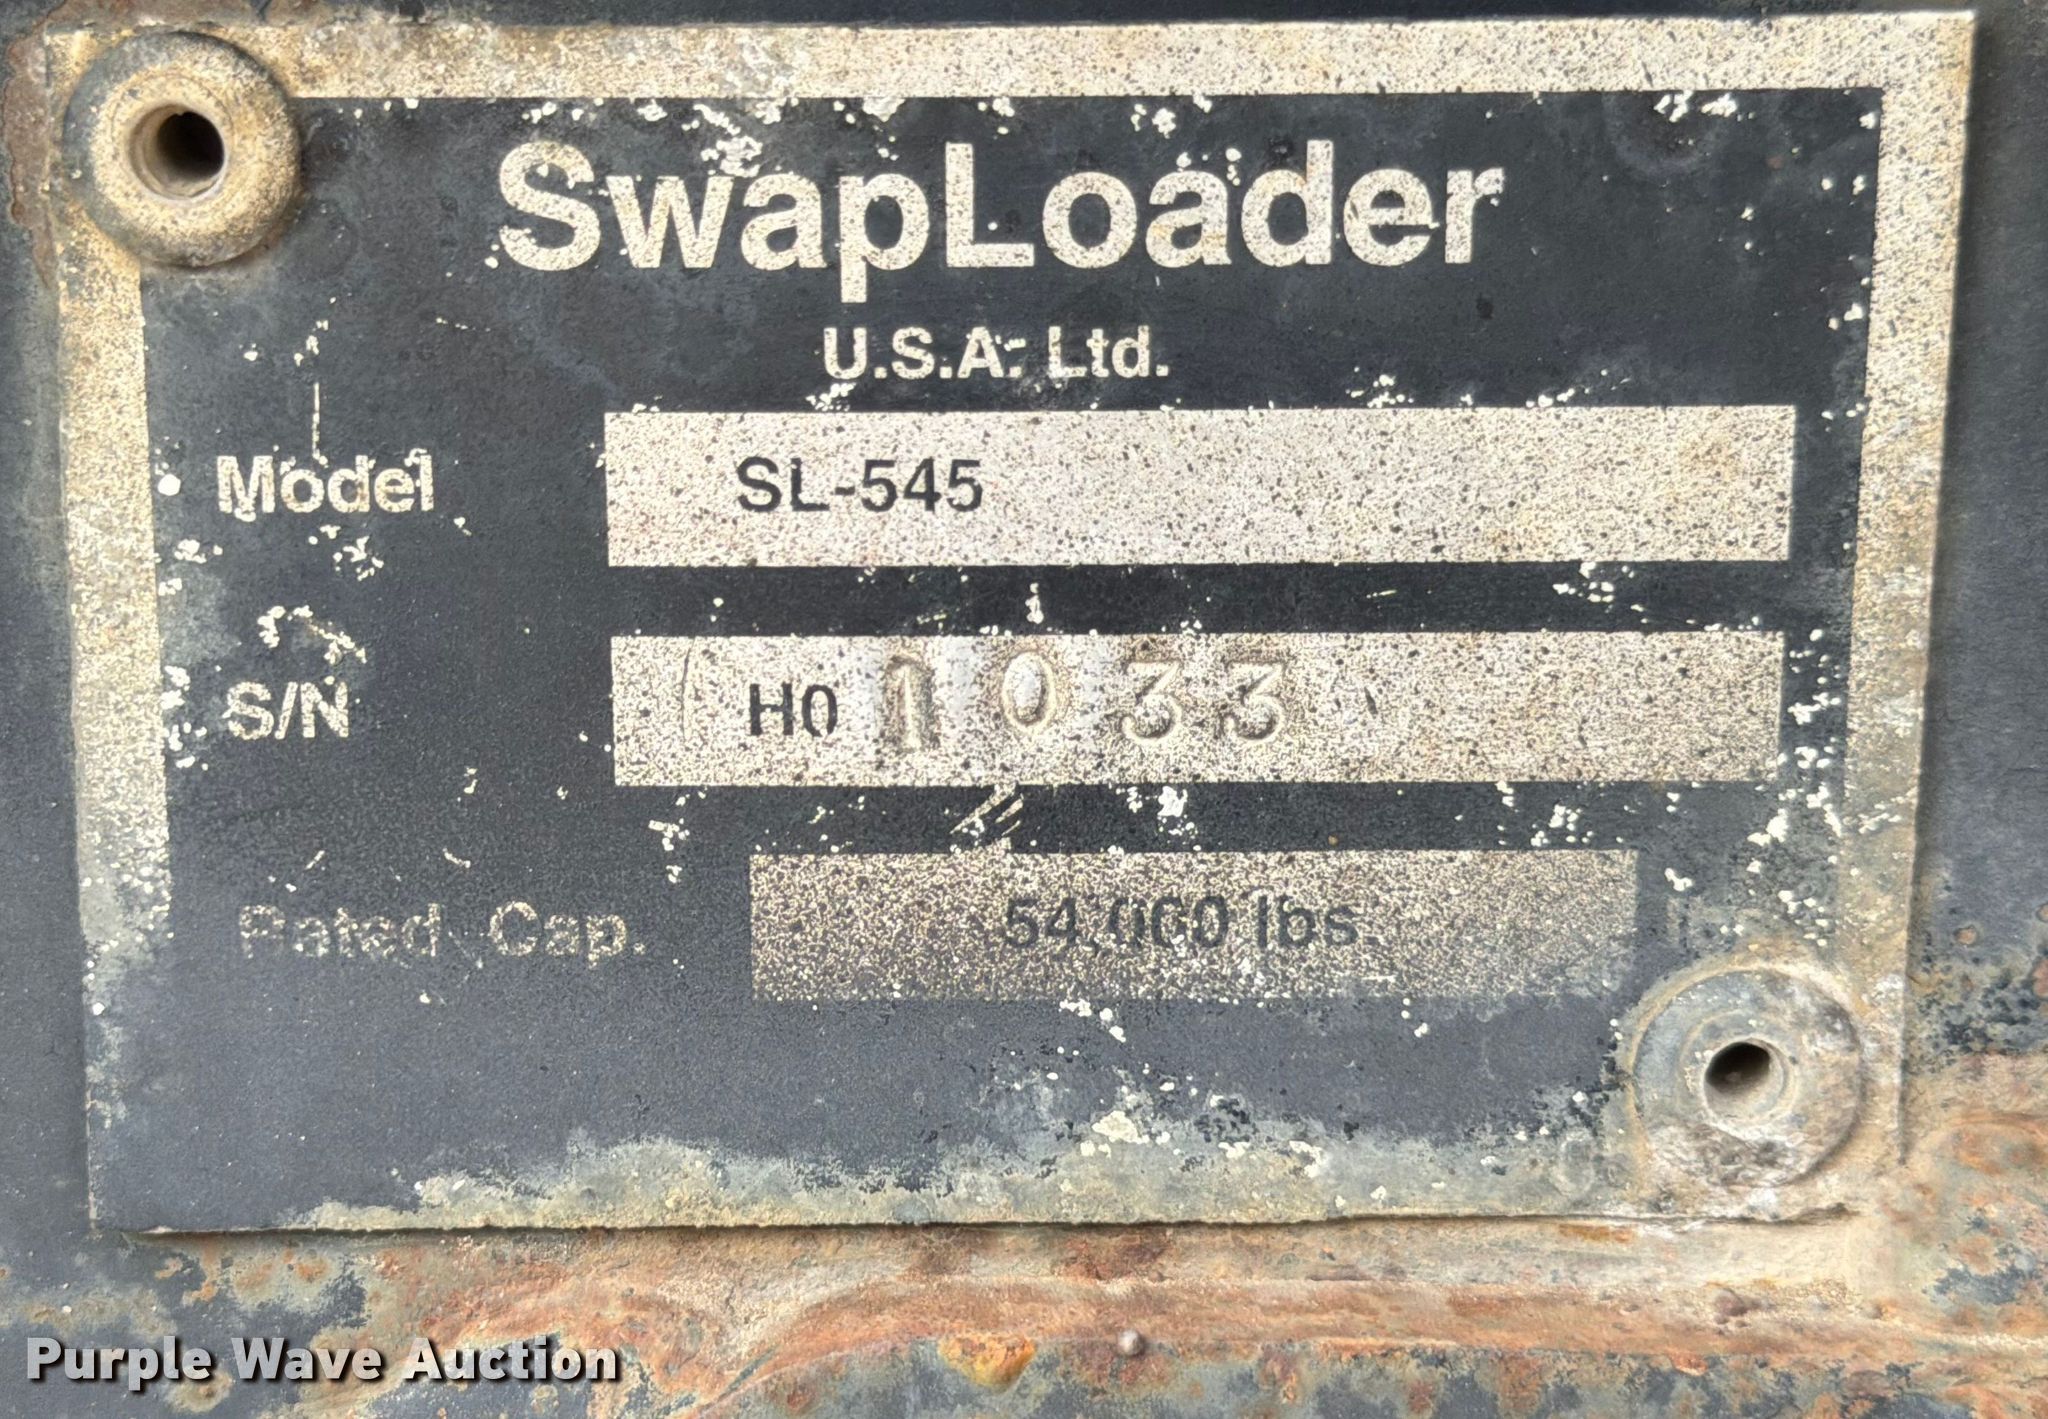 SwapLoader
U.S.A. Ltd.
Model SL-545
S/N H0 1033
Rated Cap. 54,000 lbs.
Purple Wave Auction